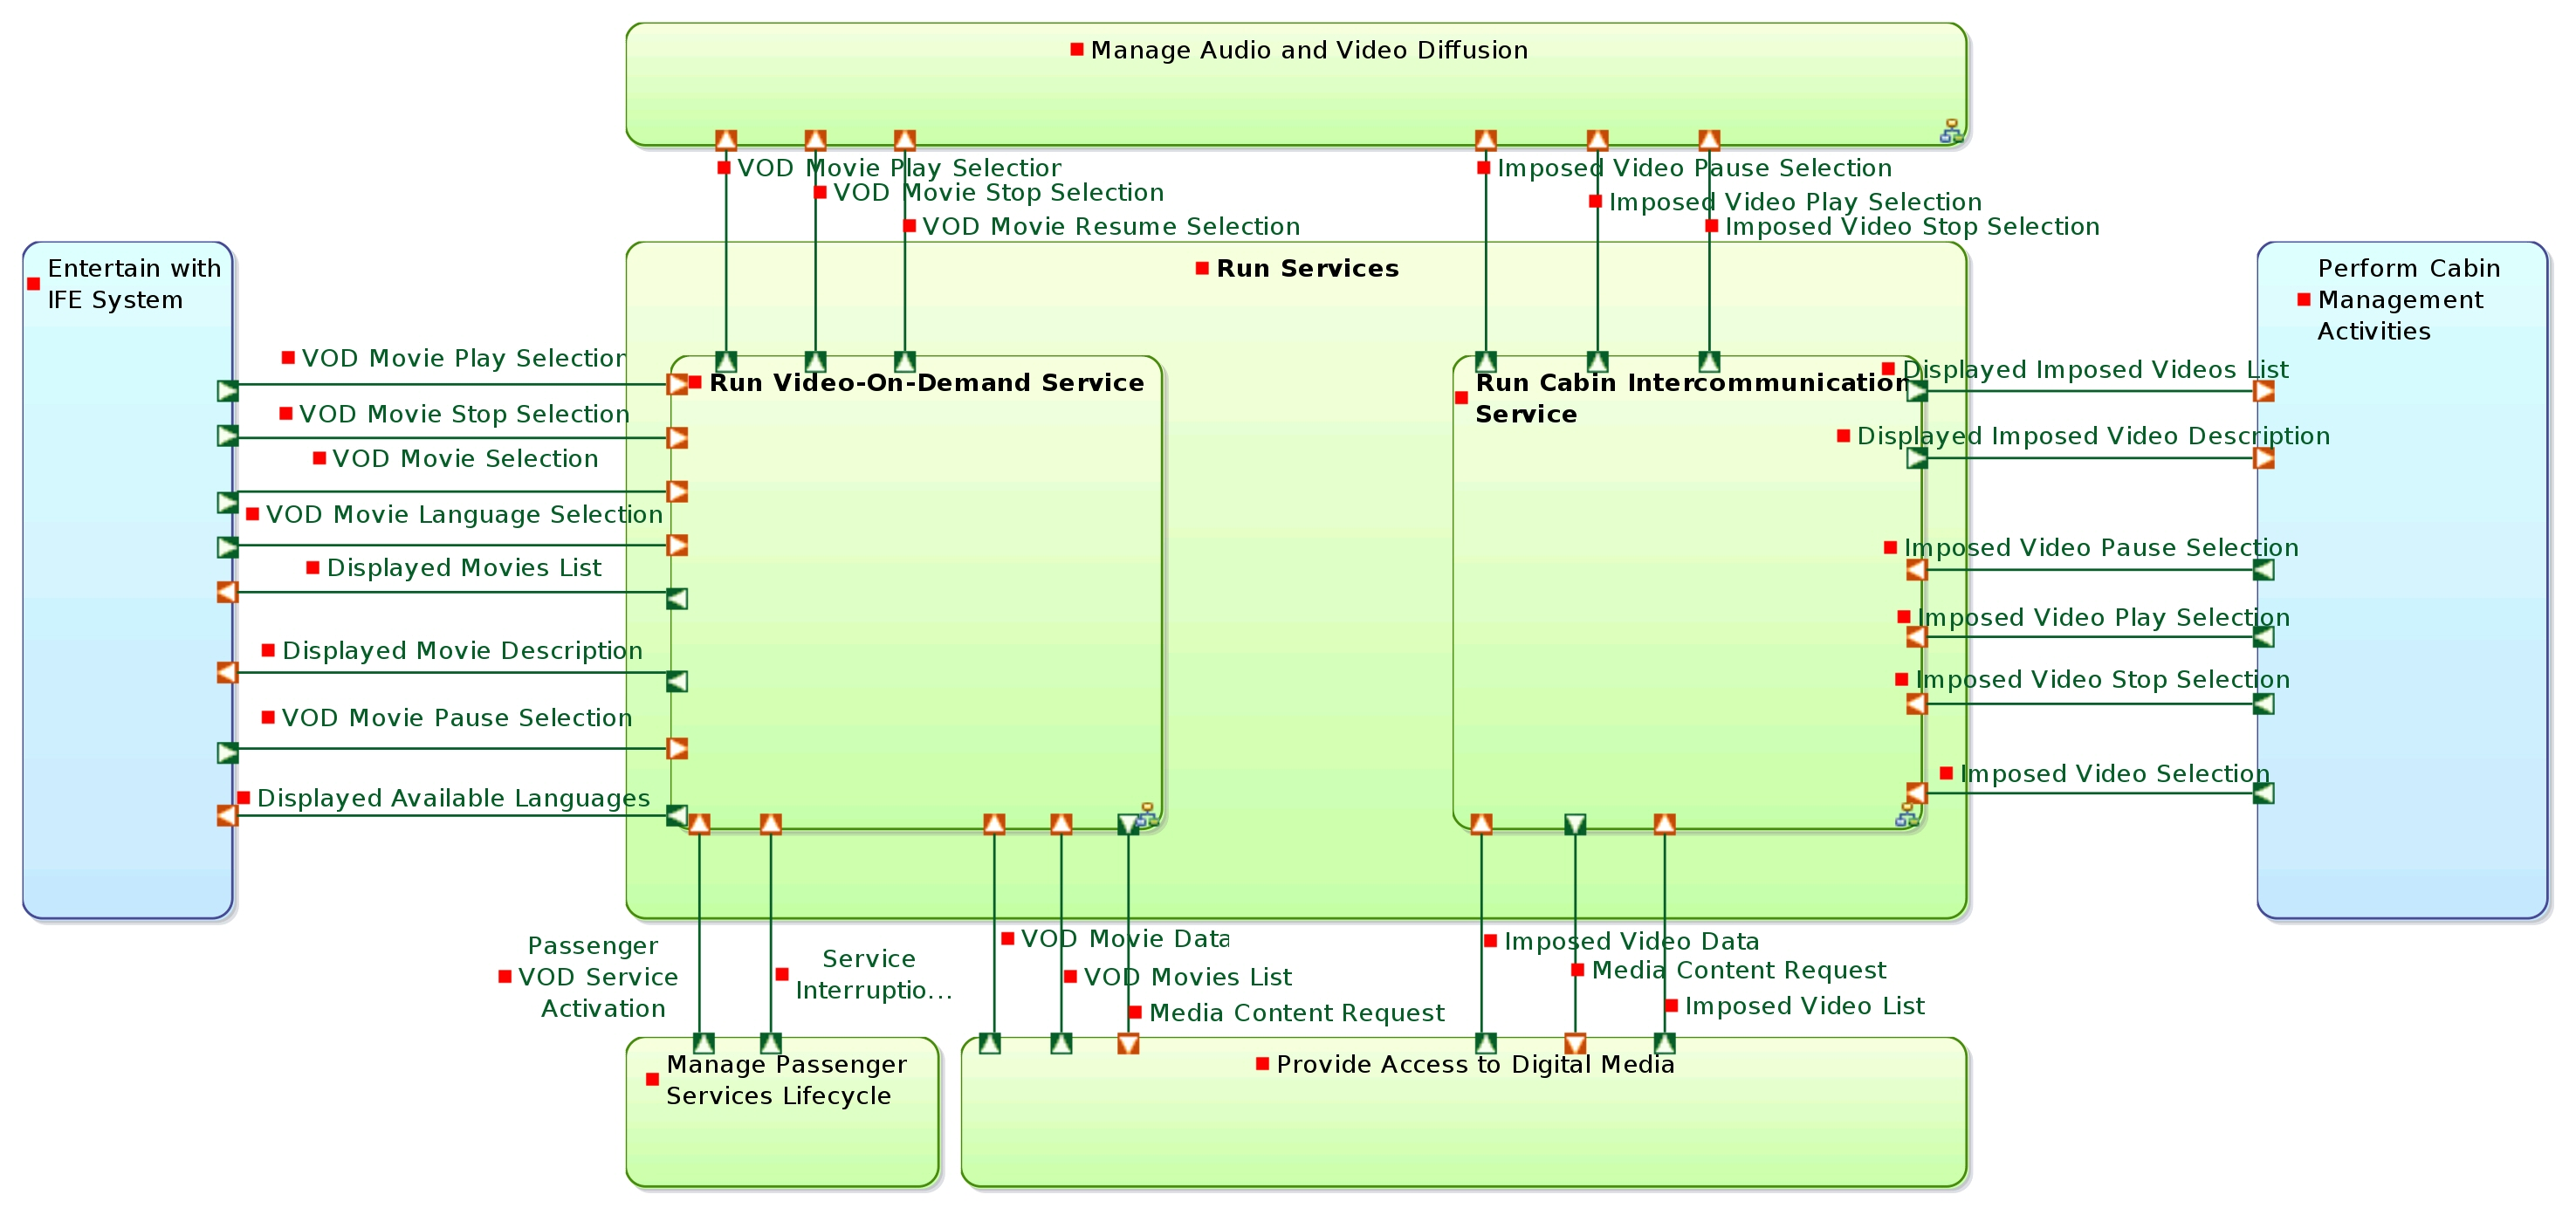 Manage Audio and Video Diffusion
VOD Movie Play Selection
VOD Movie Stop Selection
VOD Movie Resume Selection
Imposed Video Pause Selection
Imposed Video Play Selection
Imposed Video Stop Selection
Entertain with
IFE System
Run Services
Perform Cabin
Management
Activities
VOD Movie Play Selection
VOD Movie Stop Selection
VOD Movie Selection
VOD Movie Language Selection
Displayed Movies List
Displayed Movie Description
VOD Movie Pause Selection
Displayed Available Languages
Run Video-On-Demand Service
Run Cabin Intercommunication
Service
Displayed Imposed Videos List
Displayed Imposed Video Description
Imposed Video Pause Selection
Imposed Video Play Selection
Imposed Video Stop Selection
Imposed Video Selection
Passenger
VOD Service
Activation
Service
Interruptio...
VOD Movie Data
VOD Movies List
Media Content Request
Imposed Video Data
Media Content Request
Imposed Video List
Manage Passenger
Services Lifecycle
Provide Access to Digital Media